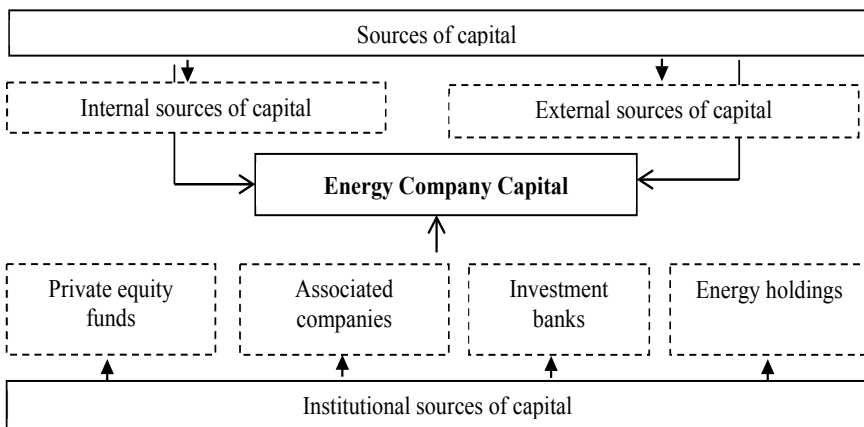 Sources of capital
Internal sources of capital
External sources of capital
Energy Company Capital
Private equity
funds
Associated
companies
Investment
banks
Energy holdings
Institutional sources of capital